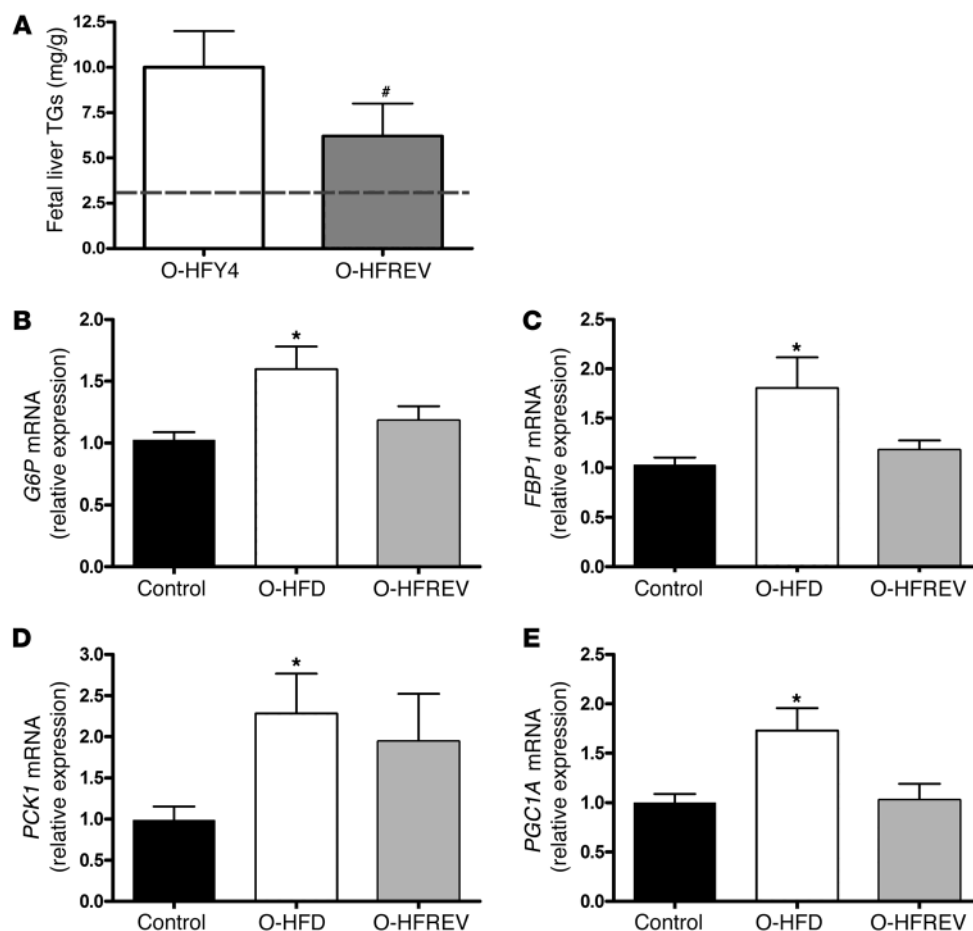 A
Fetal liver TGs (mg/g)
12.5
10.0
7.5
5.0
2.5
0.0
#
O-HFY4
O-HFREV
B
G6P mRNA
(relative expression)
2.0
1.5
1.0
0.5
0.0
*
Control
O-HFD
O-HFREV
C
FBP1 mRNA
(relative expression)
2.5
2.0
1.5
1.0
0.5
0.0
*
Control
O-HFD
O-HFREV
D
PCK1 mRNA
(relative expression)
3.0
2.5
2.0
1.5
1.0
0.5
0.0
*
Control
O-HFD
O-HFREV
E
PGC1A mRNA
(relative expression)
2.5
2.0
1.5
1.0
0.5
0.0
*
Control
O-HFD
O-HFREV